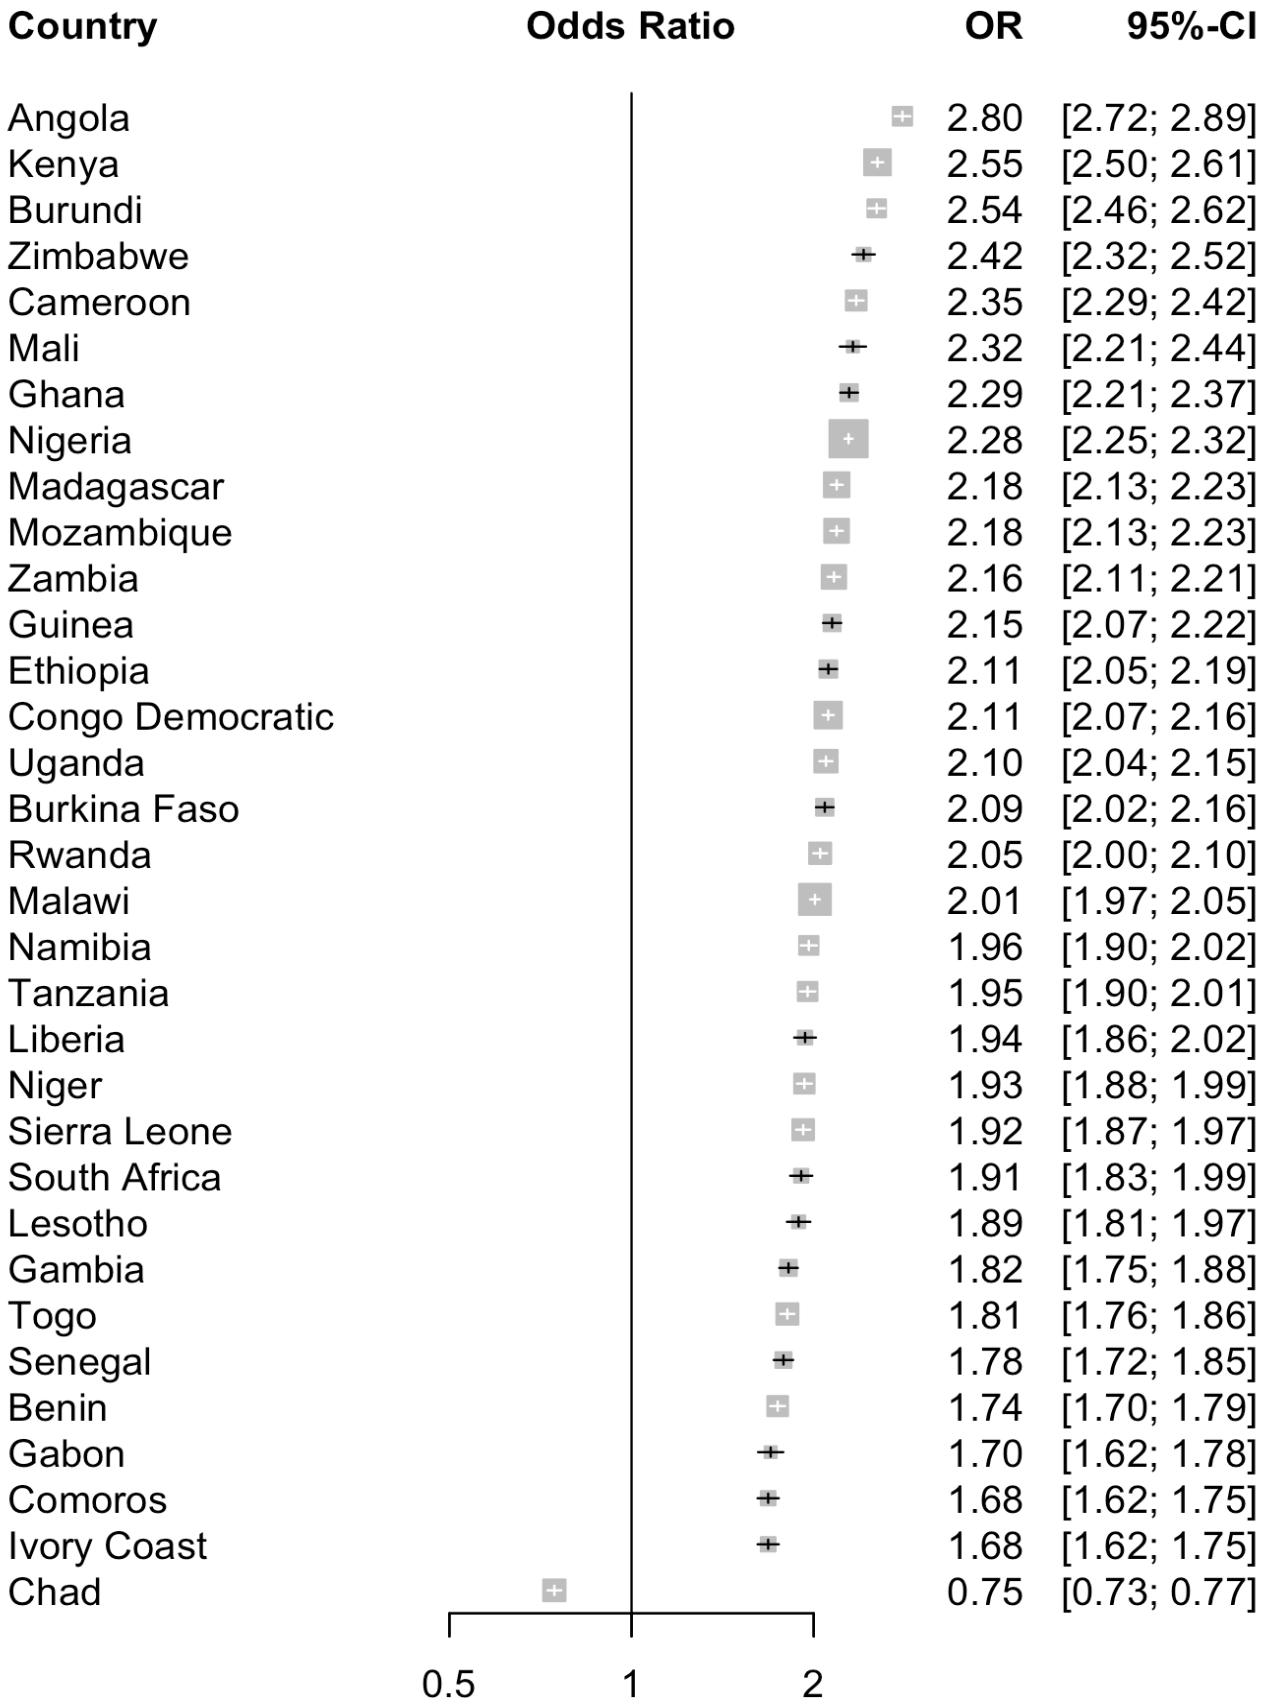 Country Odds Ratio OR 95%-CI
Angola 2.80 [2.72; 2.89]
Kenya 2.55 [2.50; 2.61]
Burundi 2.54 [2.46; 2.62]
Zimbabwe 2.42 [2.32; 2.52]
Cameroon 2.35 [2.29; 2.42]
Mali 2.32 [2.21; 2.44]
Ghana 2.29 [2.21; 2.37]
Nigeria 2.28 [2.25; 2.32]
Madagascar 2.18 [2.13; 2.23]
Mozambique 2.18 [2.13; 2.23]
Zambia 2.16 [2.11; 2.21]
Guinea 2.15 [2.07; 2.22]
Ethiopia 2.11 [2.05; 2.19]
Congo Democratic 2.11 [2.07; 2.16]
Uganda 2.10 [2.04; 2.15]
Burkina Faso 2.09 [2.02; 2.16]
Rwanda 2.05 [2.00; 2.10]
Malawi 2.01 [1.97; 2.05]
Namibia 1.96 [1.90; 2.02]
Tanzania 1.95 [1.90; 2.01]
Liberia 1.94 [1.86; 2.02]
Niger 1.93 [1.88; 1.99]
Sierra Leone 1.92 [1.87; 1.97]
South Africa 1.91 [1.83; 1.99]
Lesotho 1.89 [1.81; 1.97]
Gambia 1.82 [1.75; 1.88]
Togo 1.81 [1.76; 1.86]
Senegal 1.78 [1.72; 1.85]
Benin 1.74 [1.70; 1.79]
Gabon 1.70 [1.62; 1.78]
Comoros 1.68 [1.62; 1.75]
Ivory Coast 1.68 [1.62; 1.75]
Chad 0.75 [0.73; 0.77]
0.5 1 2